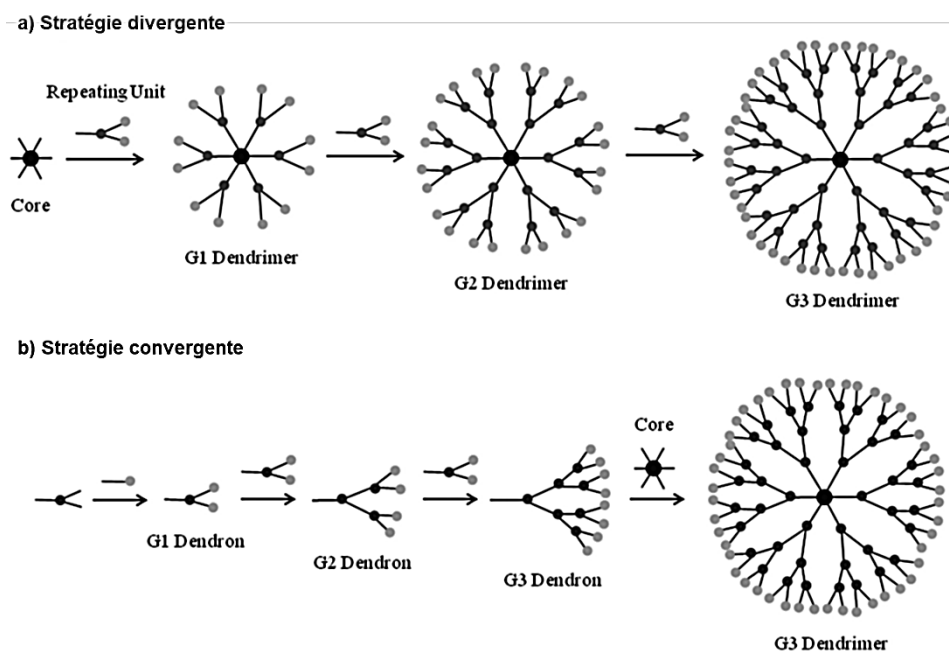 a) Stratégie divergente
Repeating Unit
Core
G1 Dendrimer
G2 Dendrimer
G3 Dendrimer
b) Stratégie convergente
Core
G1 Dendron
G2 Dendron
G3 Dendron
G3 Dendrimer